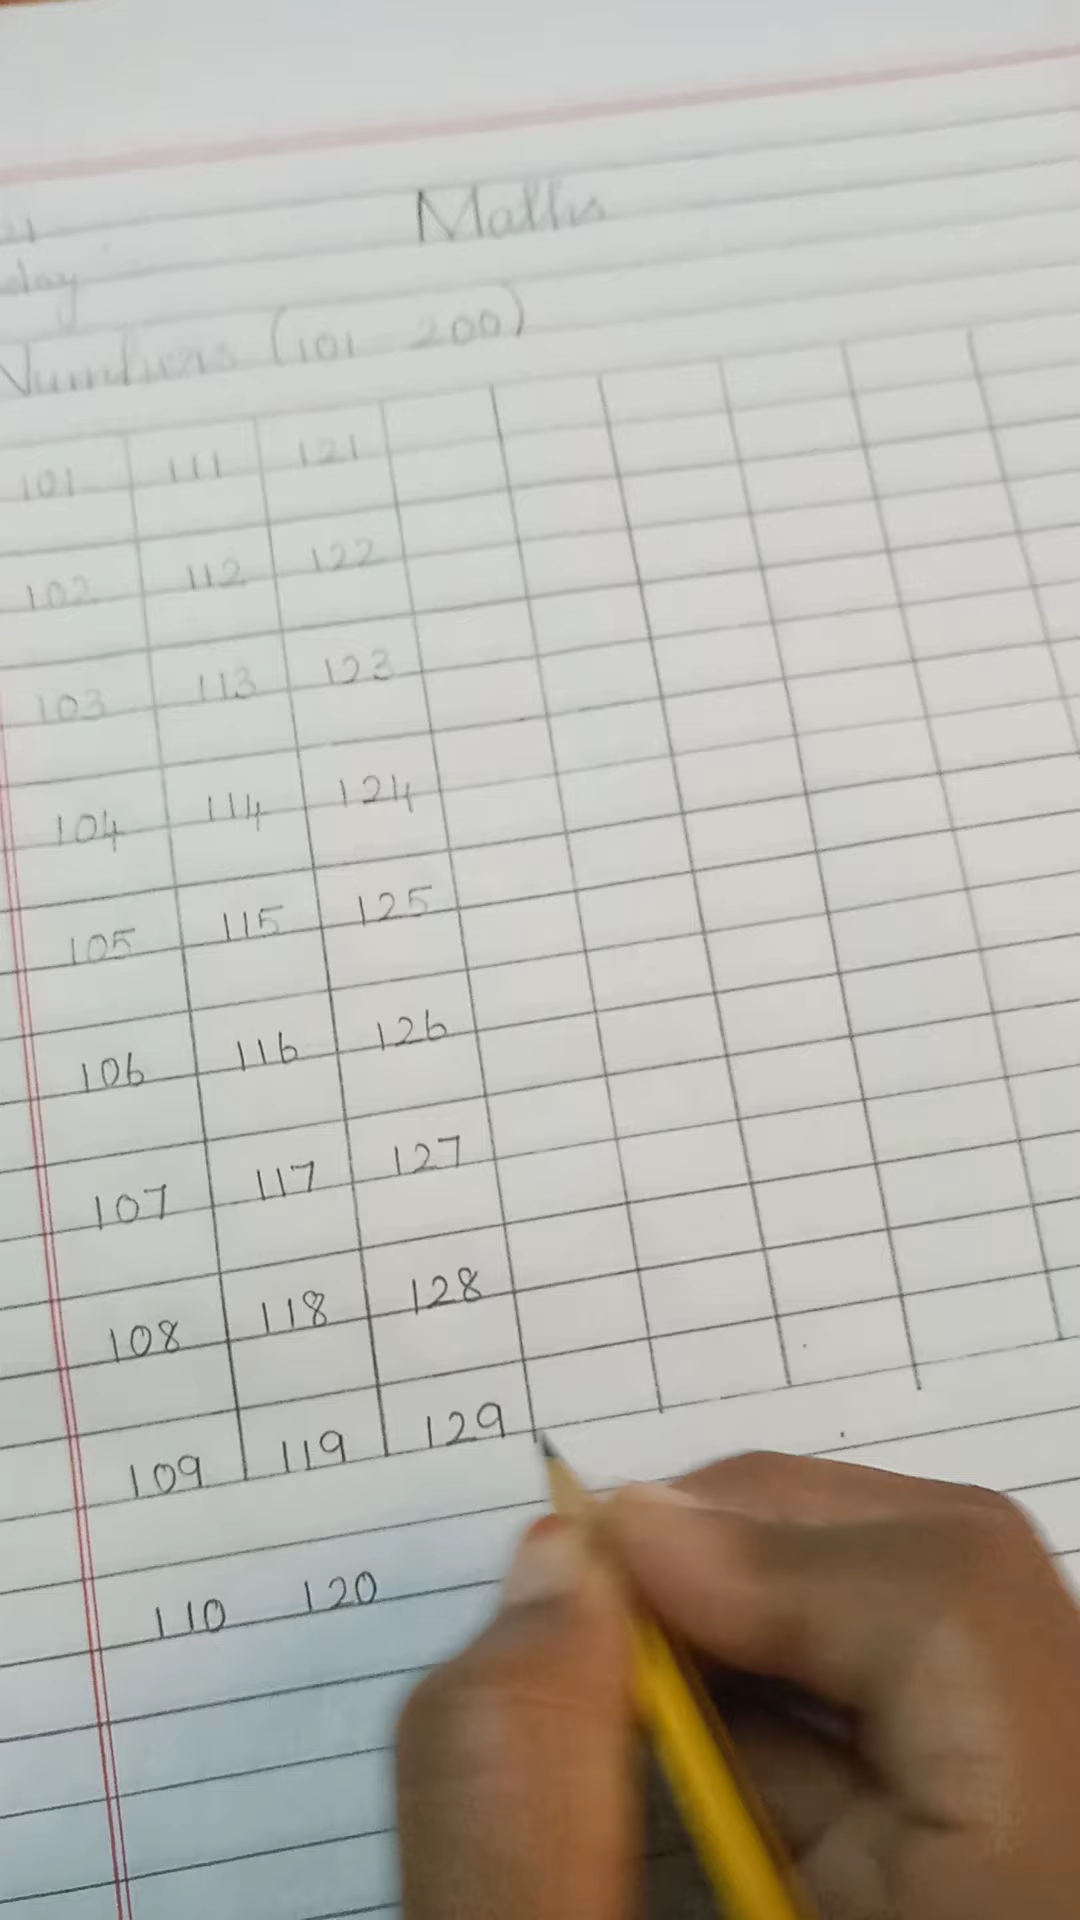 Maths
day
Numbers (101 200)
101 111 121
102 112 122
103 113 123
104 114 124
105 115 125
106 116 126
107 117 127
108 118 128
109 119 129
110 120